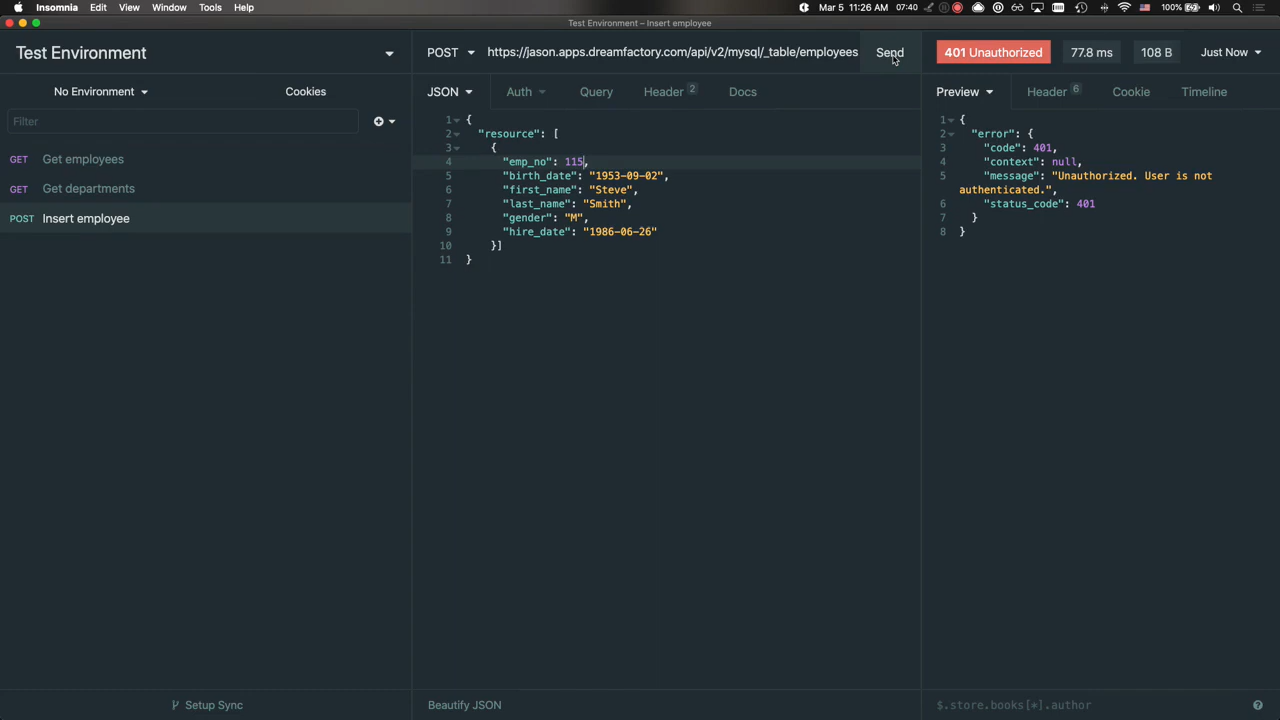 Insomnia Edit View Window Tools Help Mar 5 11:26 AM 07:40 100%
Test Environment – Insert employee
Test Environment
POST https://jason.apps.dreamfactory.com/api/v2/mysql/_table/employees Send
401 Unauthorized 77.8 ms 108 B Just Now
No Environment Cookies
JSON Auth Query Header 2 Docs
Preview Header 6 Cookie Timeline
Filter
GET Get employees
GET Get departments
POST Insert employee
1 {
2 "resource": [
3 {
4 "emp_no": 115,
5 "birth_date": "1953-09-02",
6 "first_name": "Steve",
7 "last_name": "Smith",
8 "gender": "M",
9 "hire_date": "1986-06-26"
10 }]
11 }
1 {
2 "error": {
3 "code": 401,
4 "context": null,
5 "message": "Unauthorized. User is not
authenticated.",
6 "status_code": 401
7 }
8 }
Setup Sync
Beautify JSON
$.store.books[*].author